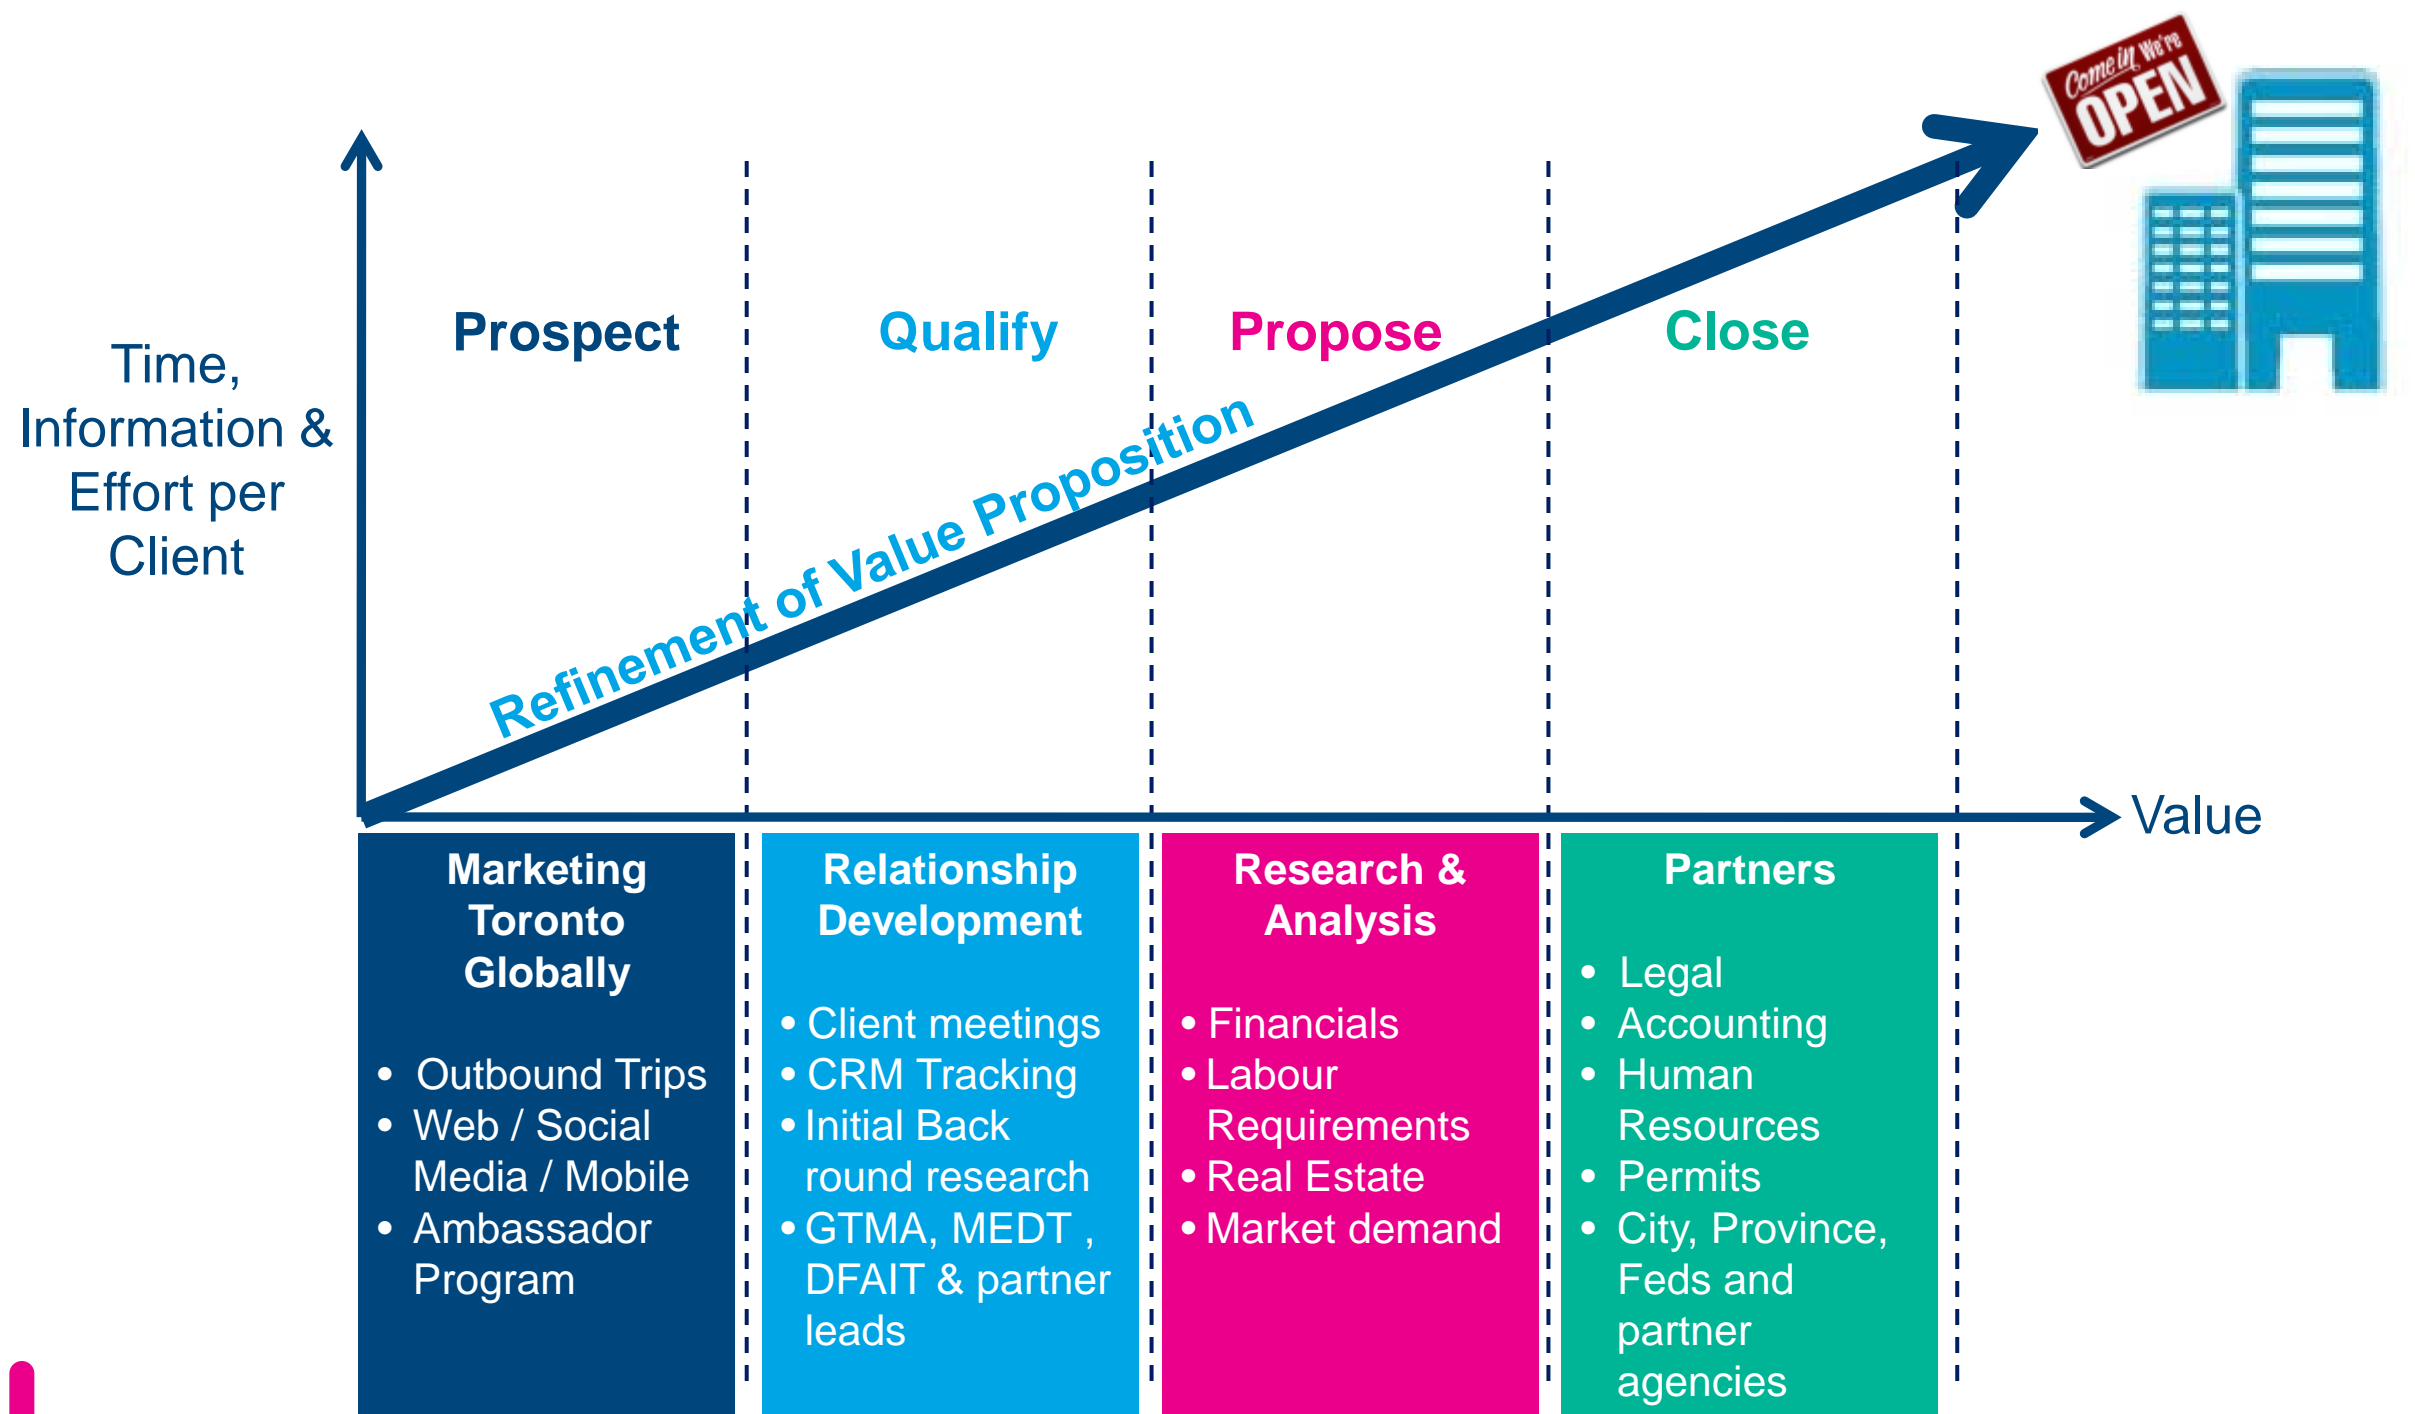 Come in We're
OPEN
Prospect
Qualify
Propose
Close
Time,
Information &
Effort per
Client
Refinement of Value Proposition
Value
Marketing
Toronto
Globally
• Outbound Trips
• Web / Social
Media / Mobile
• Ambassador
Program
Relationship
Development
• Client meetings
• CRM Tracking
• Initial Back
round research
• GTMA, MEDT ,
DFAIT & partner
leads
Research &
Analysis
• Financials
• Labour
Requirements
• Real Estate
• Market demand
Partners
• Legal
• Accounting
• Human
Resources
• Permits
• City, Province,
Feds and
partner
agencies